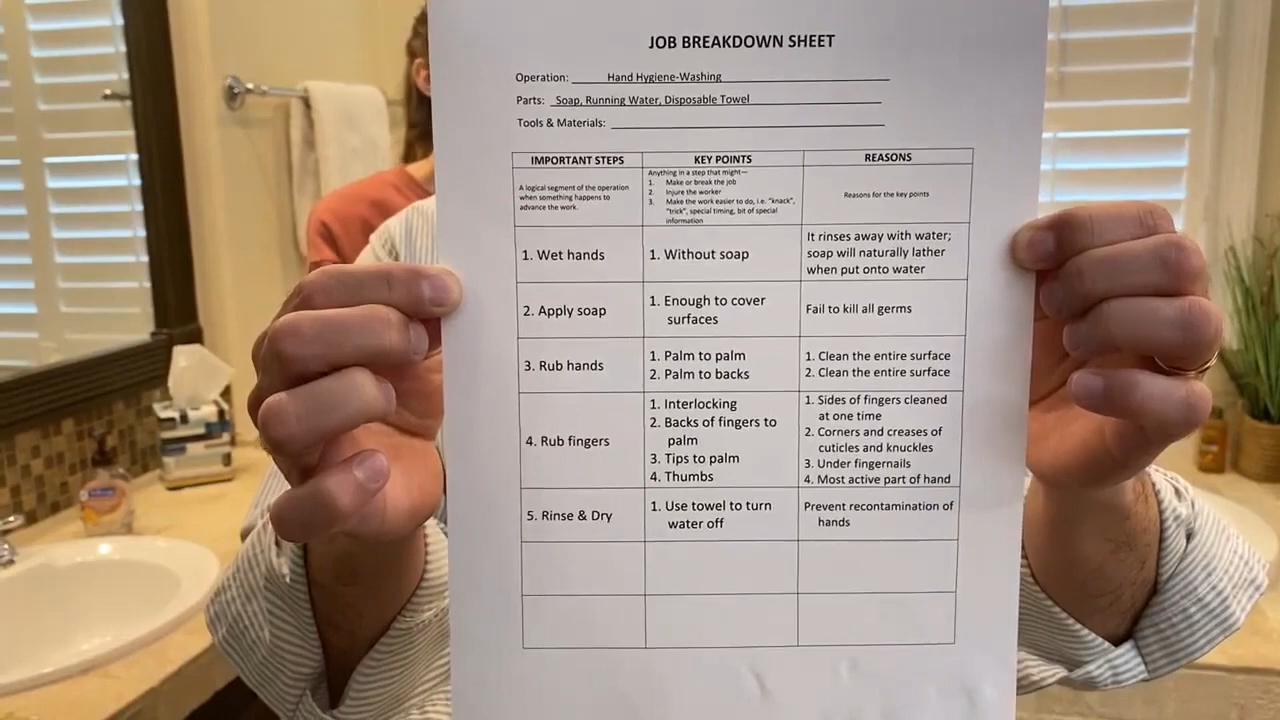 JOB BREAKDOWN SHEET
Operation: Hand Hygiene-Washing
Parts: Soap, Running Water, Disposable Towel
Tools & Materials:
IMPORTANT STEPS
KEY POINTS
REASONS
A logical segment of the operation
when something happens to
advance the work.
Anything in a step that might—
1. Make or break the job
2. Injure the worker
3. Make the work easier to do, i.e. "knack",
"trick", special timing, bit of special
information
Reasons for the key points
1. Wet hands
1. Without soap
It rinses away with water;
soap will naturally lather
when put onto water
2. Apply soap
1. Enough to cover
surfaces
Fail to kill all germs
3. Rub hands
1. Palm to palm
2. Palm to backs
1. Clean the entire surface
2. Clean the entire surface
4. Rub fingers
1. Interlocking
2. Backs of fingers to
palm
3. Tips to palm
4. Thumbs
1. Sides of fingers cleaned
at one time
2. Corners and creases of
cuticles and knuckles
3. Under fingernails
4. Most active part of hand
5. Rinse & Dry
1. Use towel to turn
water off
Prevent recontamination of
hands